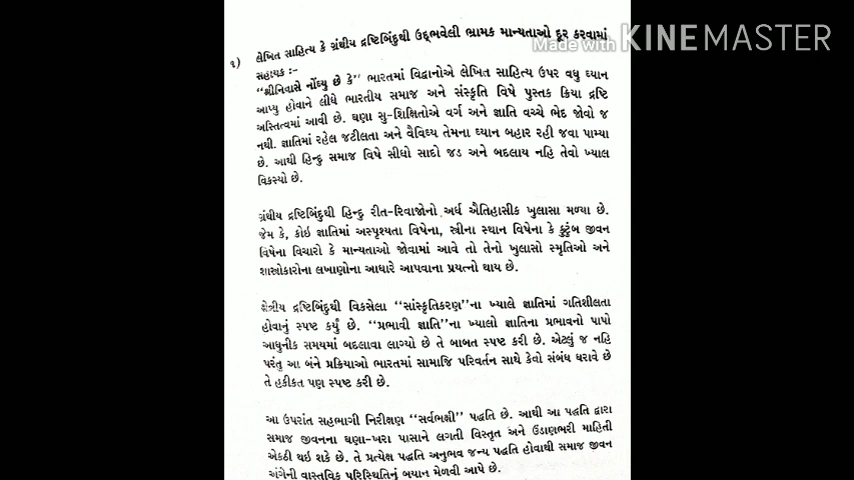 લેખિત સાહિત્ય કે ગ્રંથીય દ્રષ્ટિબિંદુથી ઉદ્દભવેલી ભ્રામક માન્યતાઓ દૂર કરવામાં
Made with KINEMASTER
૧) સહાયક :-
"શ્રીનિવાસે નોંધ્યુ છે કે" ભારતમાં વિદ્વાનોએ લેખિત સાહિત્ય ઉપર વધુ ધ્યાન
આપ્યુ હોવાને લીધે ભારતીય સમાજ અને સંસ્કૃતિ વિષે પુસ્તક કિયા દ્રષ્ટિ
અસ્તિત્વમાં આવી છે. ઘણા સુ-શિક્ષિતોએ વર્ગ અને જ્ઞાતિ વચ્ચે ભેદ જોવો જ
નથી. જ્ઞાતિમાં રહેલ જટીલતા અને વૈવિધ્ય તેમના ધ્યાન બહાર રહી જવા પામ્યા
છે. આથી હિન્દુ સમાજ વિષે સીધો સાદો જડ અને બદલાય નહિ તેવો ખ્યાલ
વિકસ્યો છે.
ગ્રંથીય દ્રષ્ટિબિંદુથી હિન્દુ રીત-રિવાજોનો અર્ધ ઐતિહાસીક ખુલાસા મળ્યા છે.
જેમ કે, કોઇ જ્ઞાતિમાં અસ્પૃશ્યતા વિષેના, સ્ત્રીના સ્થાન વિષેના કે કુટુંબ જીવન
વિષેના વિચારો કે માન્યતાઓ જોવામાં આવે તો તેનો ખુલાસો સ્મૃતિઓ અને
શાસ્ત્રોકારોના લખાણોના આધારે આપવાના પ્રયત્નો થાય છે.
ક્ષેત્રીય દ્રષ્ટિબિંદુથી વિકસેલા "સાંસ્કૃતિકરણ"ના ખ્યાલે જ્ઞાતિમાં ગતિશીલતા
હોવાનું સ્પષ્ટ કર્યું છે. "પ્રભાવી જ્ઞાતિ"ના ખ્યાલો જ્ઞાતિના પ્રભાવનો પાપો
આધુનીક સમયમાં બદલાવા લાગ્યો છે તે બાબત સ્પષ્ટ કરી છે. એટલું જ નહિ
પરંતુ આ બંને પ્રક્રિયાઓ ભારતમાં સામાજિ પરિવર્તન સાથે કેવો સંબંધ ધરાવે છે
તે હકીકત પણ સ્પષ્ટ કરી છે.
આ ઉપરાંત સહભાગી નિરીક્ષણ "સર્વભક્ષી" પદ્ધતિ છે. આથી આ પદ્ધતિ દ્વારા
સમાજ જીવનના ઘણા-ખરા પાસાને લગતી વિસ્તૃત અને ઉંડાણભરી માહિતી
એકઠી થઇ શકે છે. તે પ્રત્યેક્ષ પદ્ધતિ અનુભવ જન્ય પદ્ધતિ હોવાથી સમાજ જીવન
અંગેની વાસ્તવિક પરિસ્થિતિનું બયાન મેળવી આપે છે.